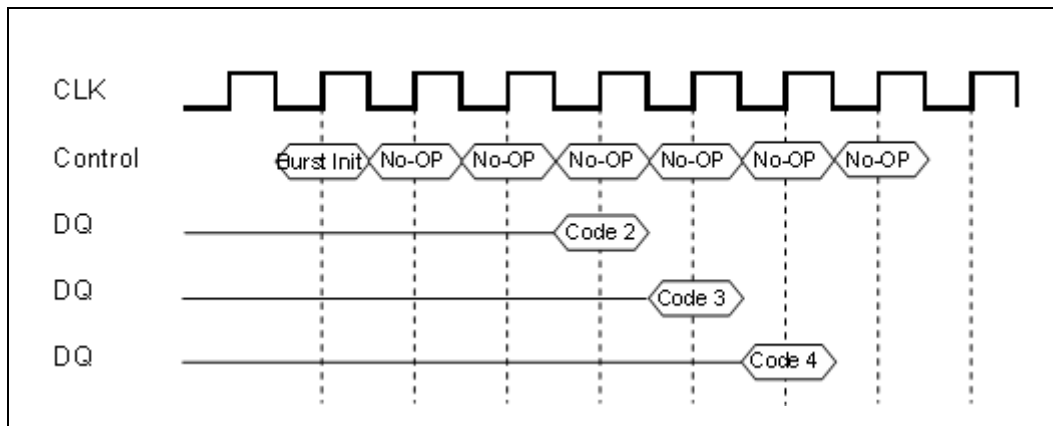 CLK
Control Burst Init No-OP No-OP No-OP No-OP No-OP No-OP
DQ Code 2
DQ Code 3
DQ Code 4